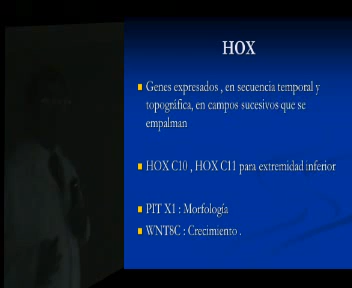 HOX
Genes expresados , en secuencia temporal y
topográfica, en campos sucesivos que se
empalman
HOX C10 , HOX C11 para extremidad inferior
PIT X1 : Morfología
WNT8C : Crecimiento .